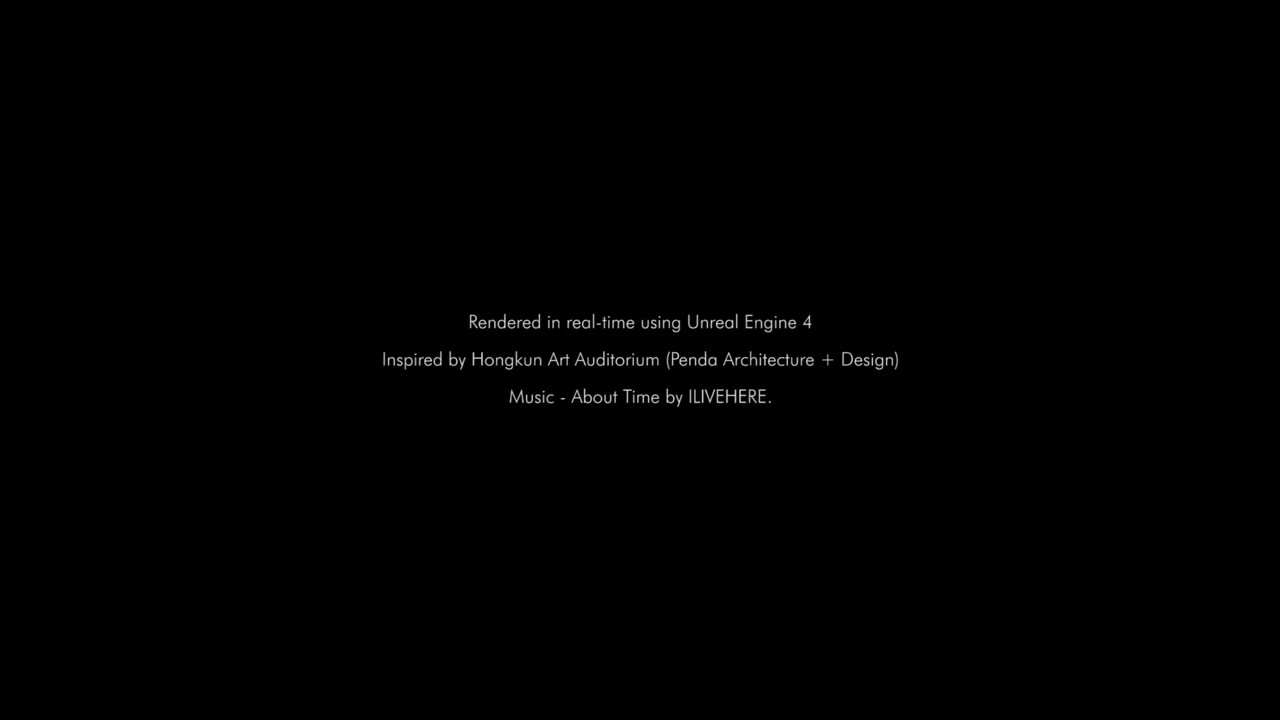 Rendered in real-time using Unreal Engine 4
Inspired by Hongkun Art Auditorium (Penda Architecture + Design)
Music - About Time by ILIVEHERE.